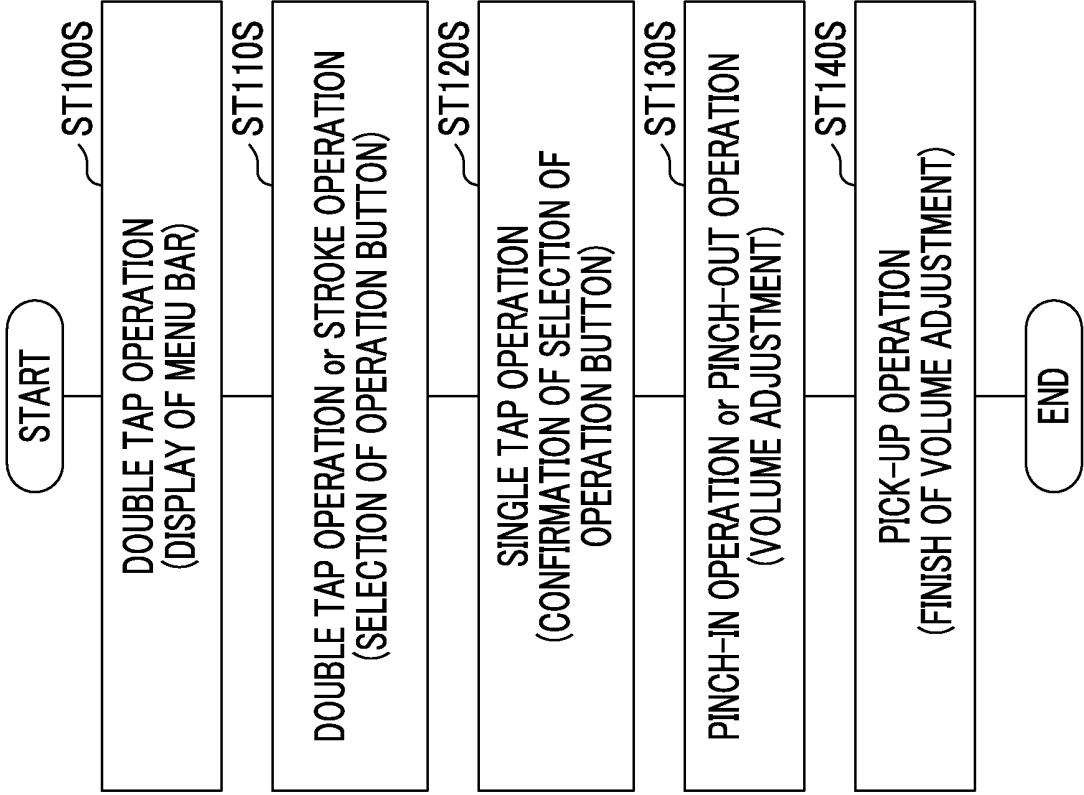 START
ST100S
DOUBLE TAP OPERATION
(DISPLAY OF MENU BAR)
ST110S
DOUBLE TAP OPERATION or STROKE OPERATION
(SELECTION OF OPERATION BUTTON)
ST120S
SINGLE TAP OPERATION
(CONFIRMATION OF SELECTION OF
OPERATION BUTTON)
ST130S
PINCH-IN OPERATION or PINCH-OUT OPERATION
(VOLUME ADJUSTMENT)
ST140S
PICK-UP OPERATION
(FINISH OF VOLUME ADJUSTMENT)
END